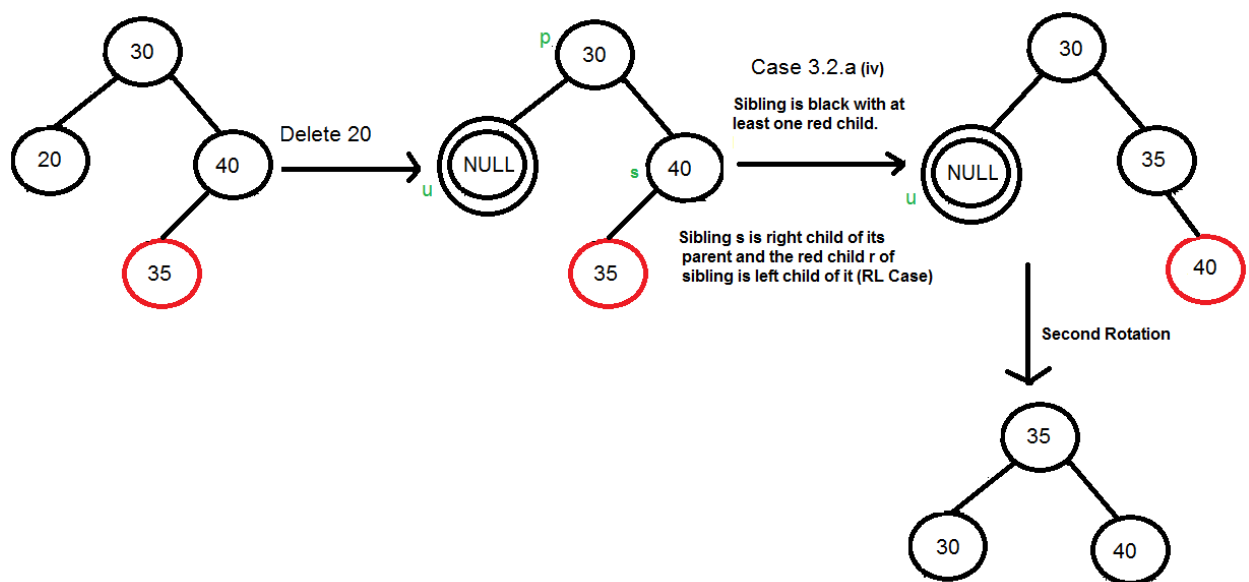 30
20
40
35
Delete 20
p
30
NULL
u
s
40
35
Case 3.2.a (iv)
Sibling is black with at
least one red child.
Sibling s is right child of its
parent and the red child r of
sibling is left child of it (RL Case)
30
NULL
u
35
40
Second Rotation
35
30
40